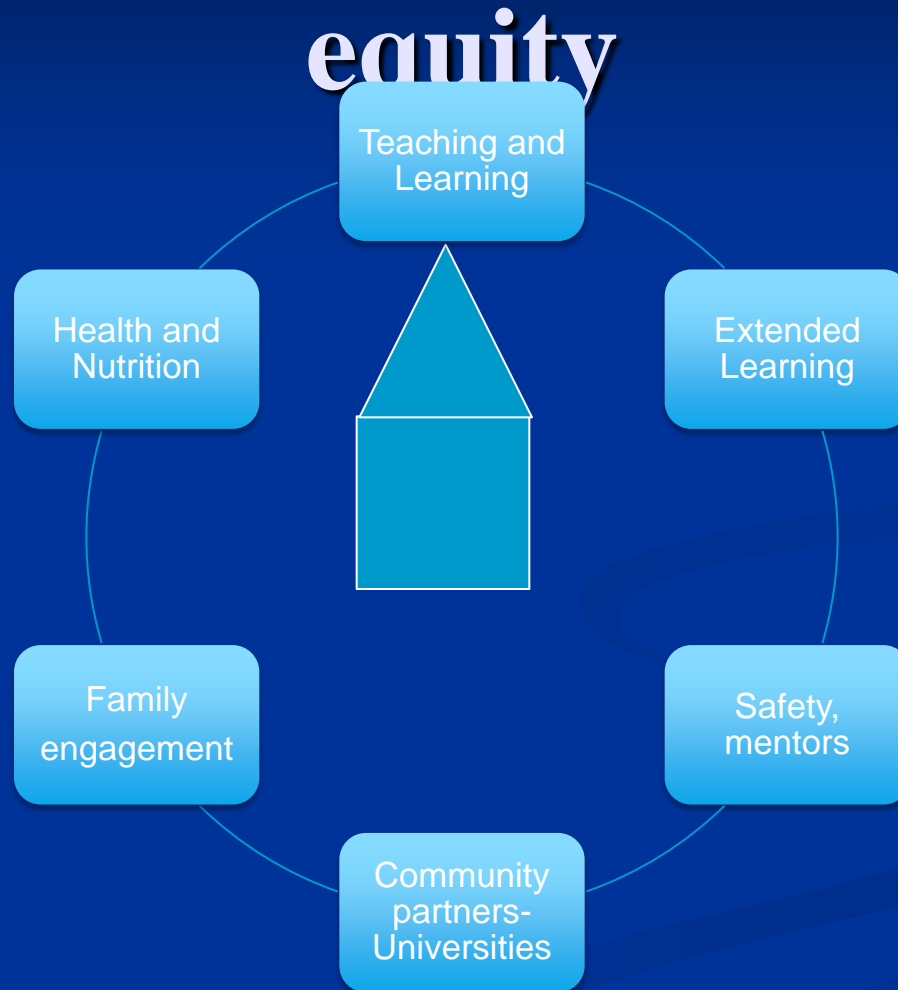 equity
Teaching and
Learning
Health and
Nutrition
Extended
Learning
Family
engagement
Safety,
mentors
Community
partners-
Universities